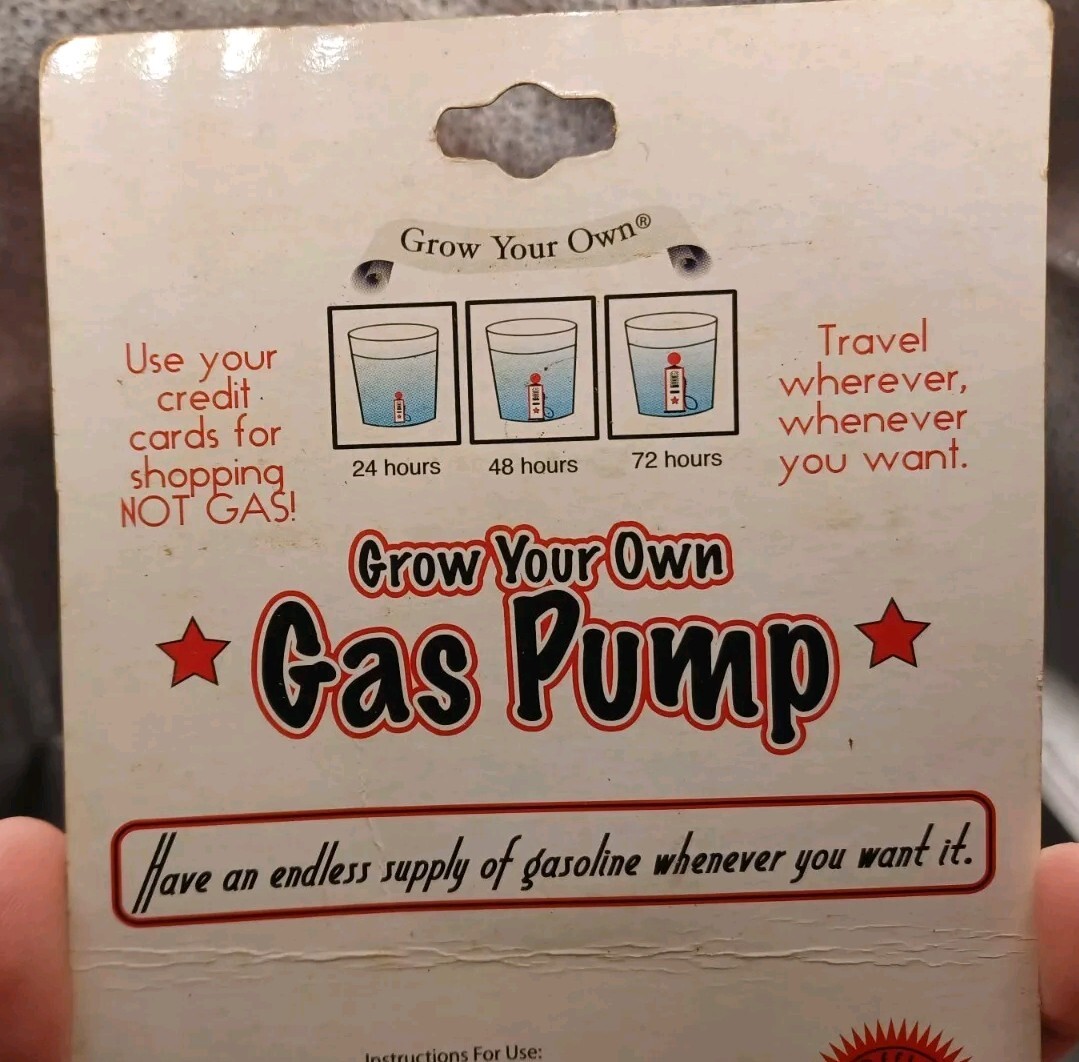 Grow Your Own®
Use your
credit
cards for
shopping
NOT GAS!
24 hours
48 hours
72 hours
Travel
wherever,
whenever
you want.
Grow Your Own
Gas Pump
Have an endless supply of gasoline whenever you want it.
Instructions For Use: